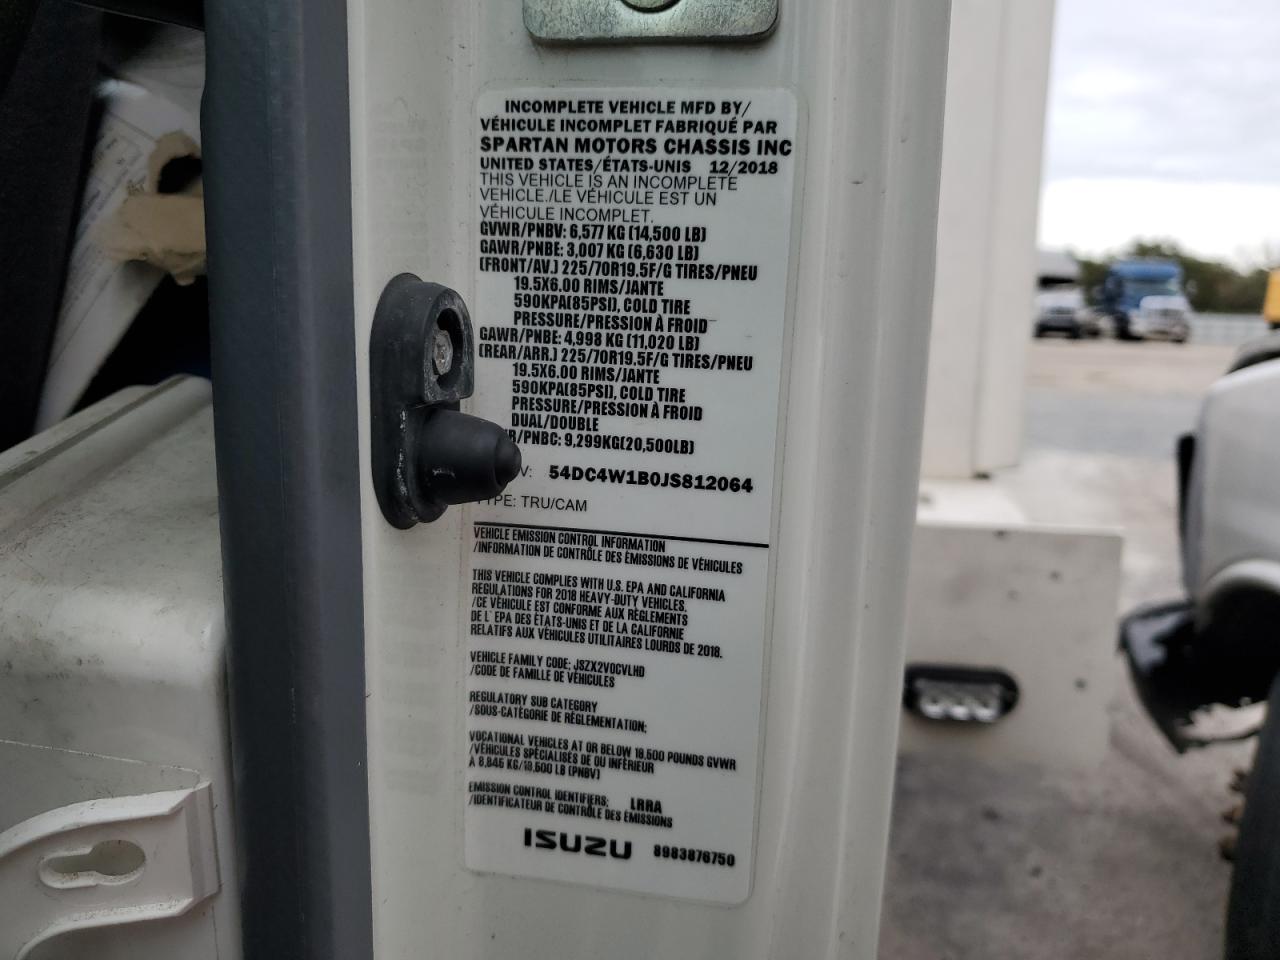 INCOMPLETE VEHICLE MFD BY/
VÉHICULE INCOMPLET FABRIQUÉ PAR
SPARTAN MOTORS CHASSIS INC
UNITED STATES/ÉTATS-UNIS 12/2018
THIS VEHICLE IS AN INCOMPLETE
VEHICLE./LE VÉHICULE EST UN
VÉHICULE INCOMPLET.
GVWR/PNBV: 6,577 KG (14,500 LB)
GAWR/PNBE: 3,007 KG (6,630 LB)
(FRONT/AV.) 225/70R19.5F/G TIRES/PNEU
19.5X6.00 RIMS/JANTE
590KPA(85PSI), COLD TIRE
PRESSURE/PRESSION À FROID
GAWR/PNBE: 4,998 KG (11,020 LB)
(REAR/ARR.) 225/70R19.5F/G TIRES/PNEU
19.5X6.00 RIMS/JANTE
590KPA(85PSI), COLD TIRE
PRESSURE/PRESSION À FROID
DUAL/DOUBLE
R/PNBC: 9,299KG(20,500LB)
V: 54DC4W1B0JS812064
TYPE: TRU/CAM
VEHICLE EMISSION CONTROL INFORMATION
/INFORMATION DE CONTRÔLE DES ÉMISSIONS DE VÉHICULES
THIS VEHICLE COMPLIES WITH U.S. EPA AND CALIFORNIA
REGULATIONS FOR 2018 HEAVY-DUTY VEHICLES.
/CE VÉHICULE EST CONFORME AUX RÈGLEMENTS
DE L'EPA DES ÉTATS-UNIS ET DE LA CALIFORNIE
RELATIFS AUX VÉHICULES UTILITAIRES LOURDS DE 2018.
VEHICLE FAMILY CODE: JSZX2VOCVLHD
/CODE DE FAMILLE DE VÉHICULES
REGULATORY SUB CATEGORY
/SOUS-CATÉGORIE DE RÉGLEMENTATION:
VOCATIONAL VEHICLES AT OR BELOW 19,500 POUNDS GVWR
/VÉHICULES SPÉCIALISÉS DE OU INFÉRIEUR
À 8,845 KG/19,500 LB (PNBV)
EMISSION CONTROL IDENTIFIERS: LRRA
/IDENTIFICATEUR DE CONTRÔLE DES ÉMISSIONS
ISUZU 8983876750